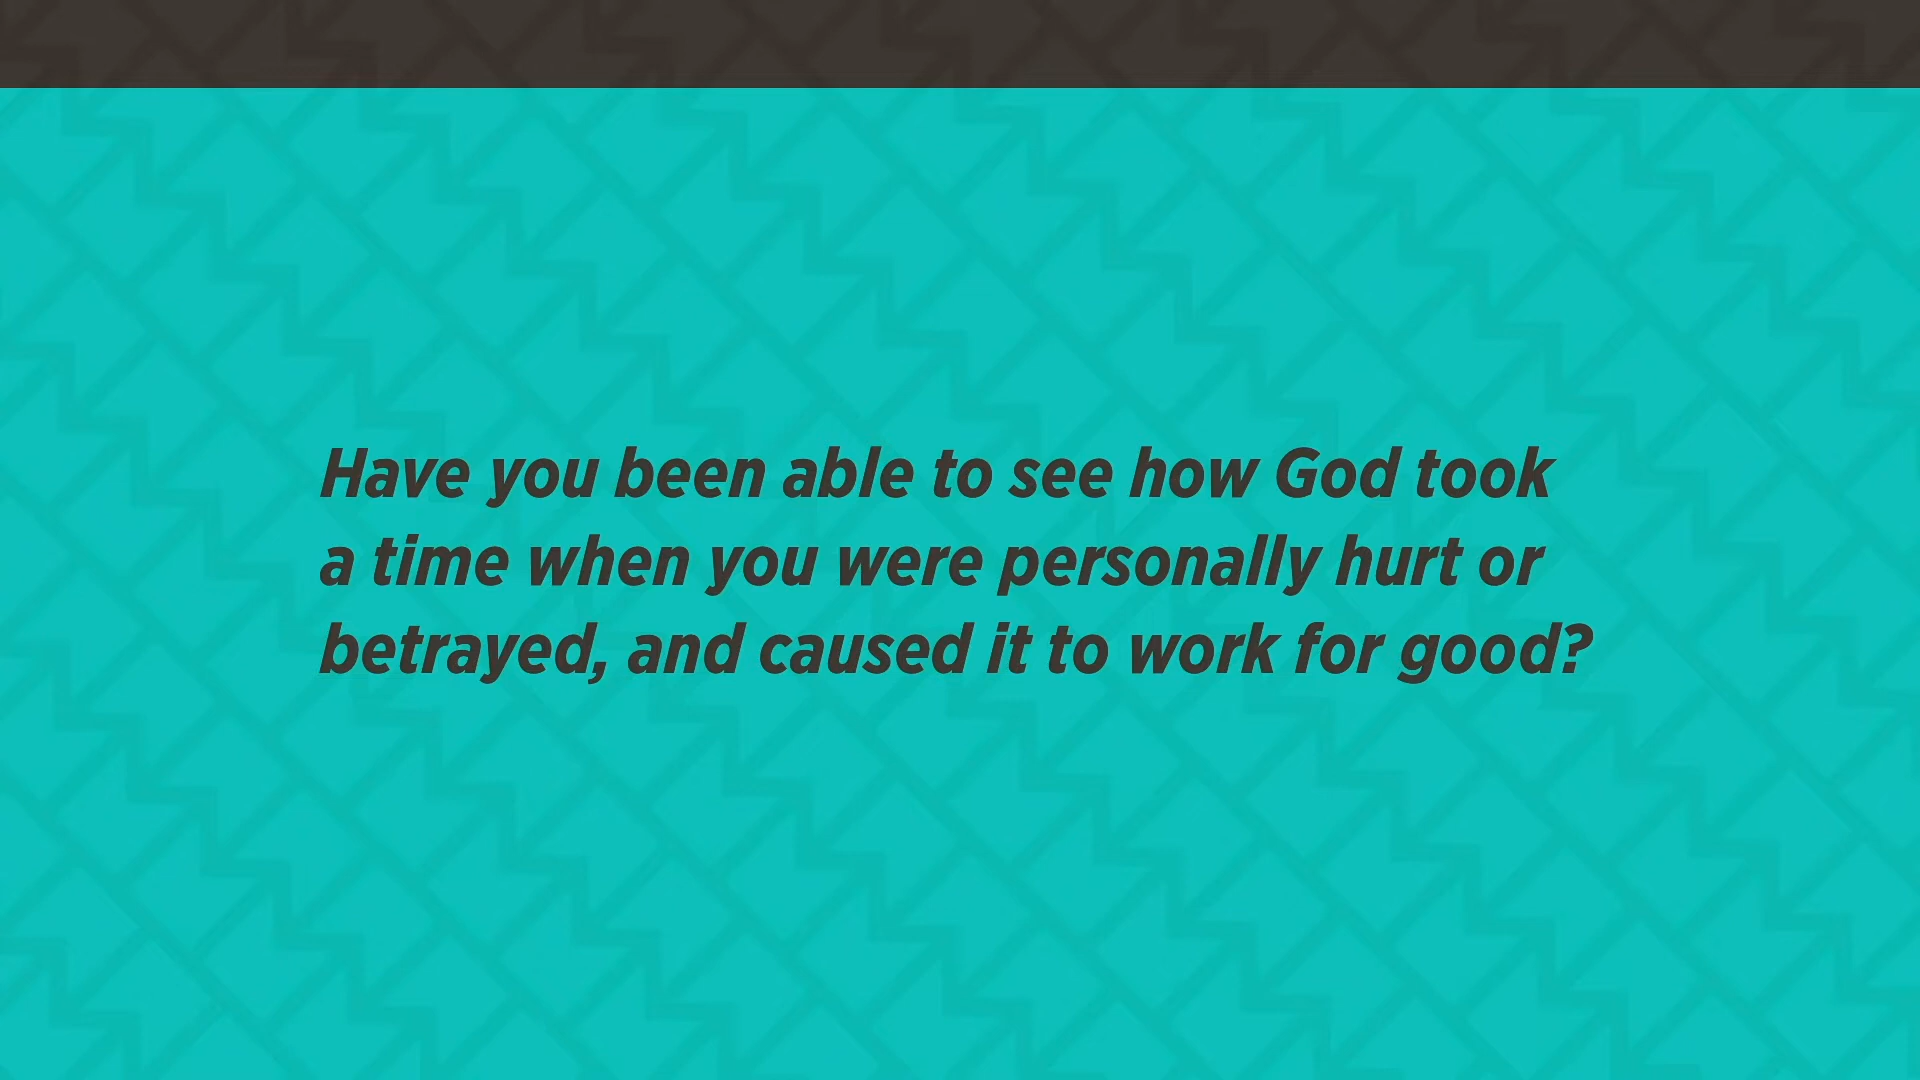 Have you been able to see how God took
a time when you were personally hurt or
betrayed, and caused it to work for good?